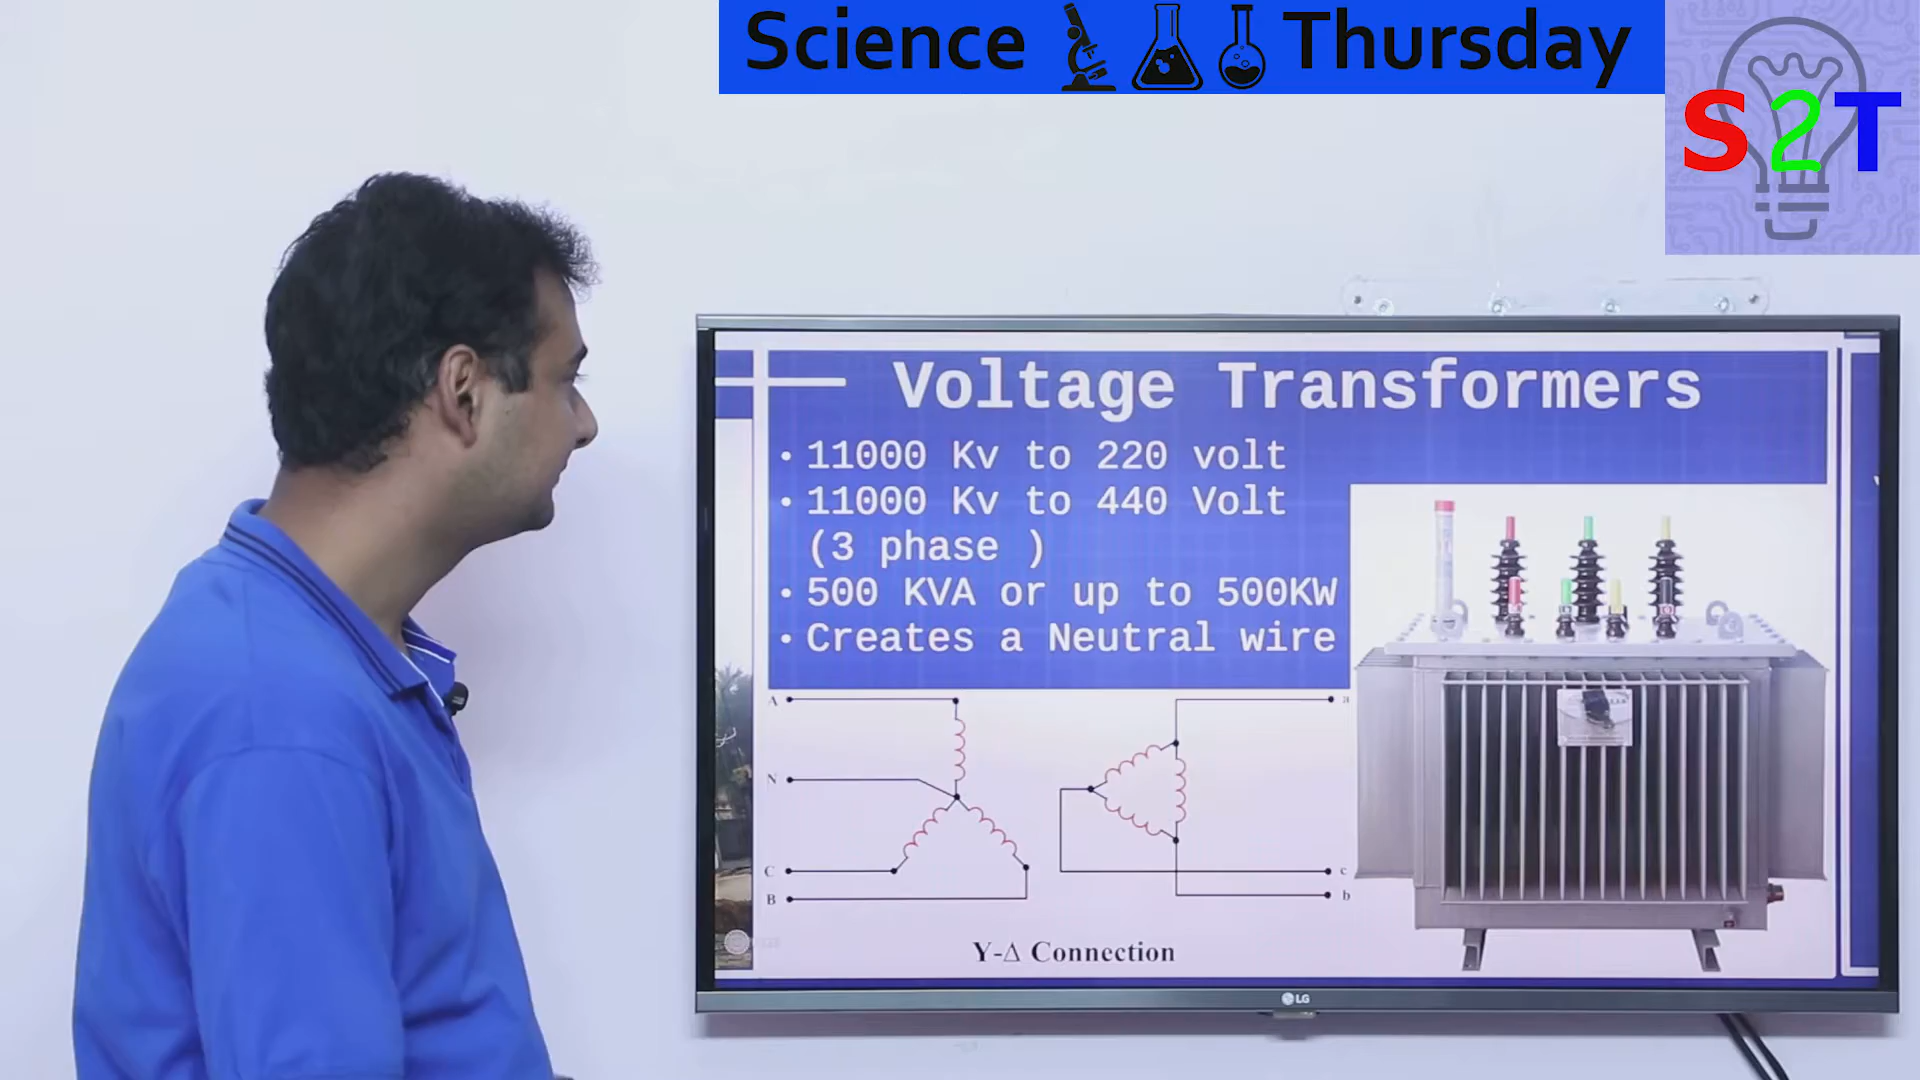 Science Thursday
S2T
Voltage Transformers
• 11000 Kv to 220 volt
• 11000 Kv to 440 Volt
(3 phase )
• 500 KVA or up to 500KW
• Creates a Neutral wire
A
a
N
C
c
B
b
Y-Δ Connection
LG